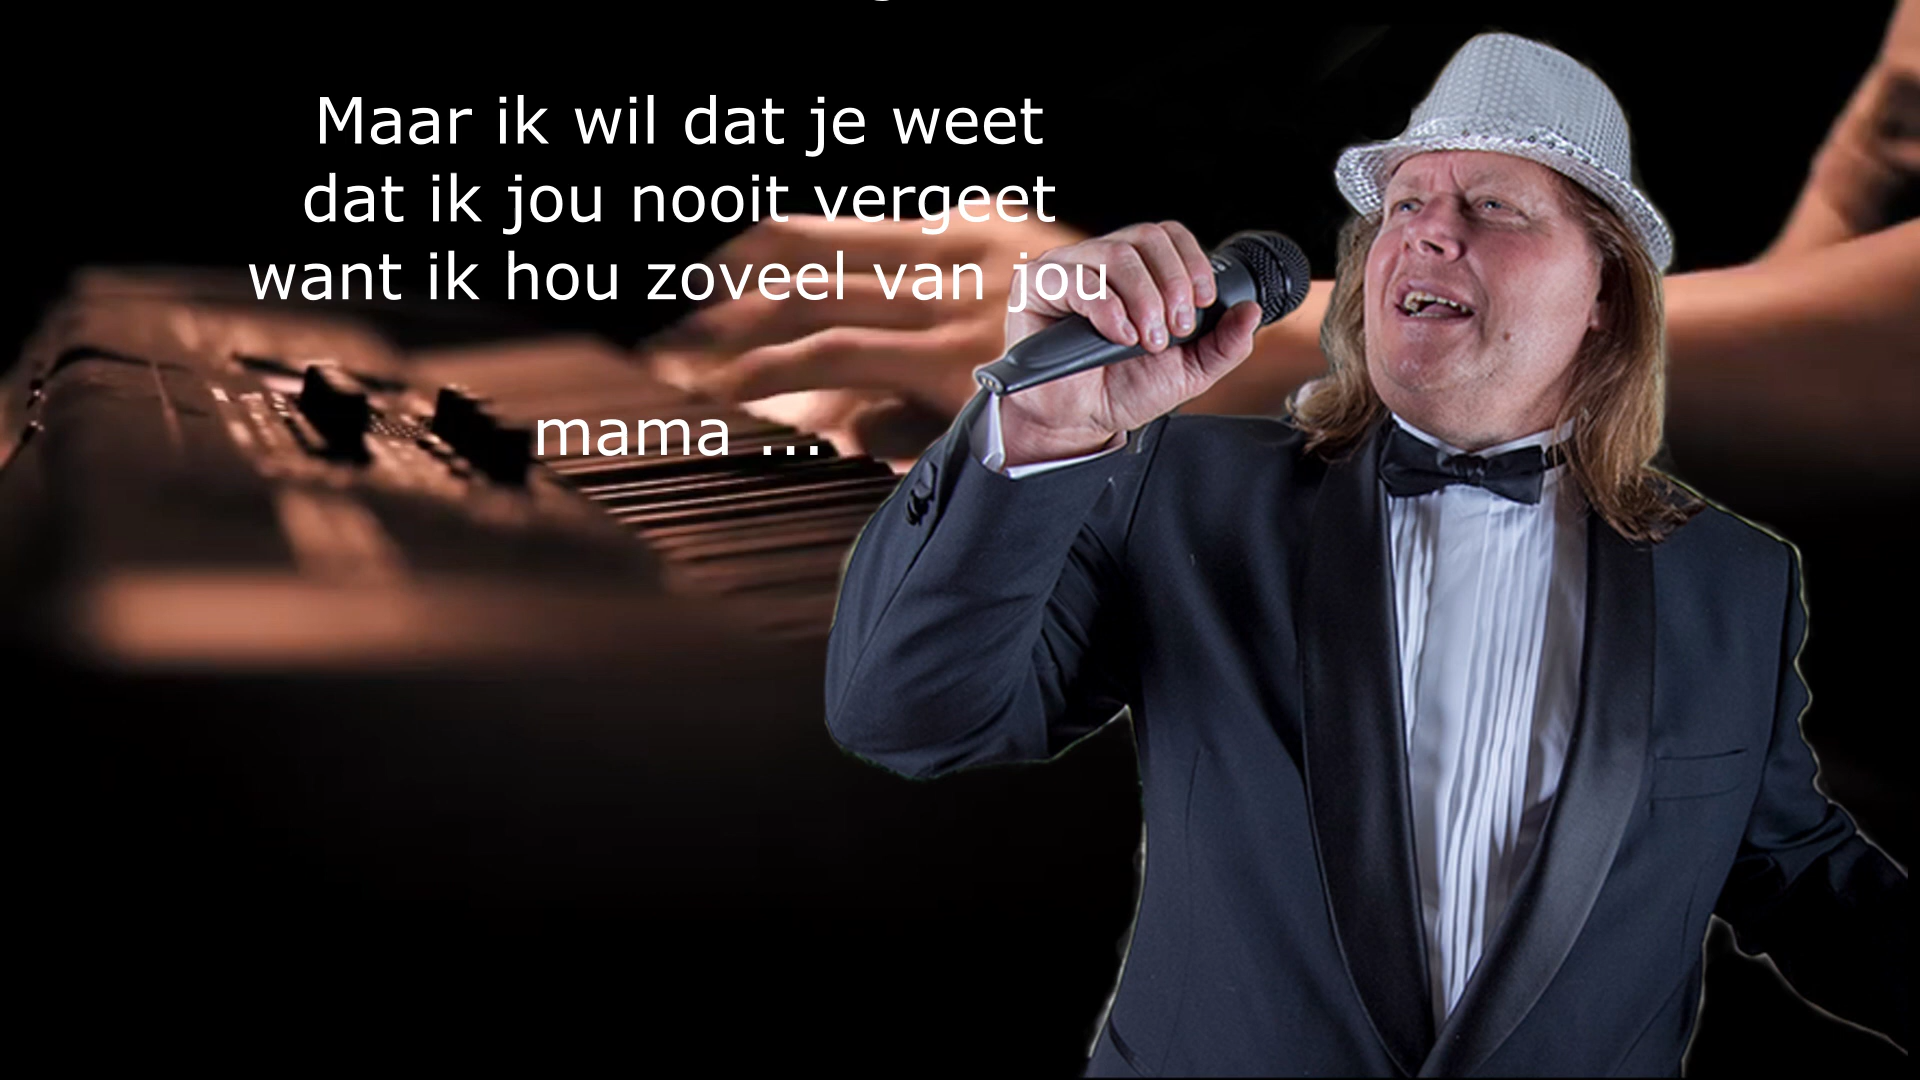 Maar ik wil dat je weet
dat ik jou nooit vergeet
want ik hou zoveel van jou
mama ...